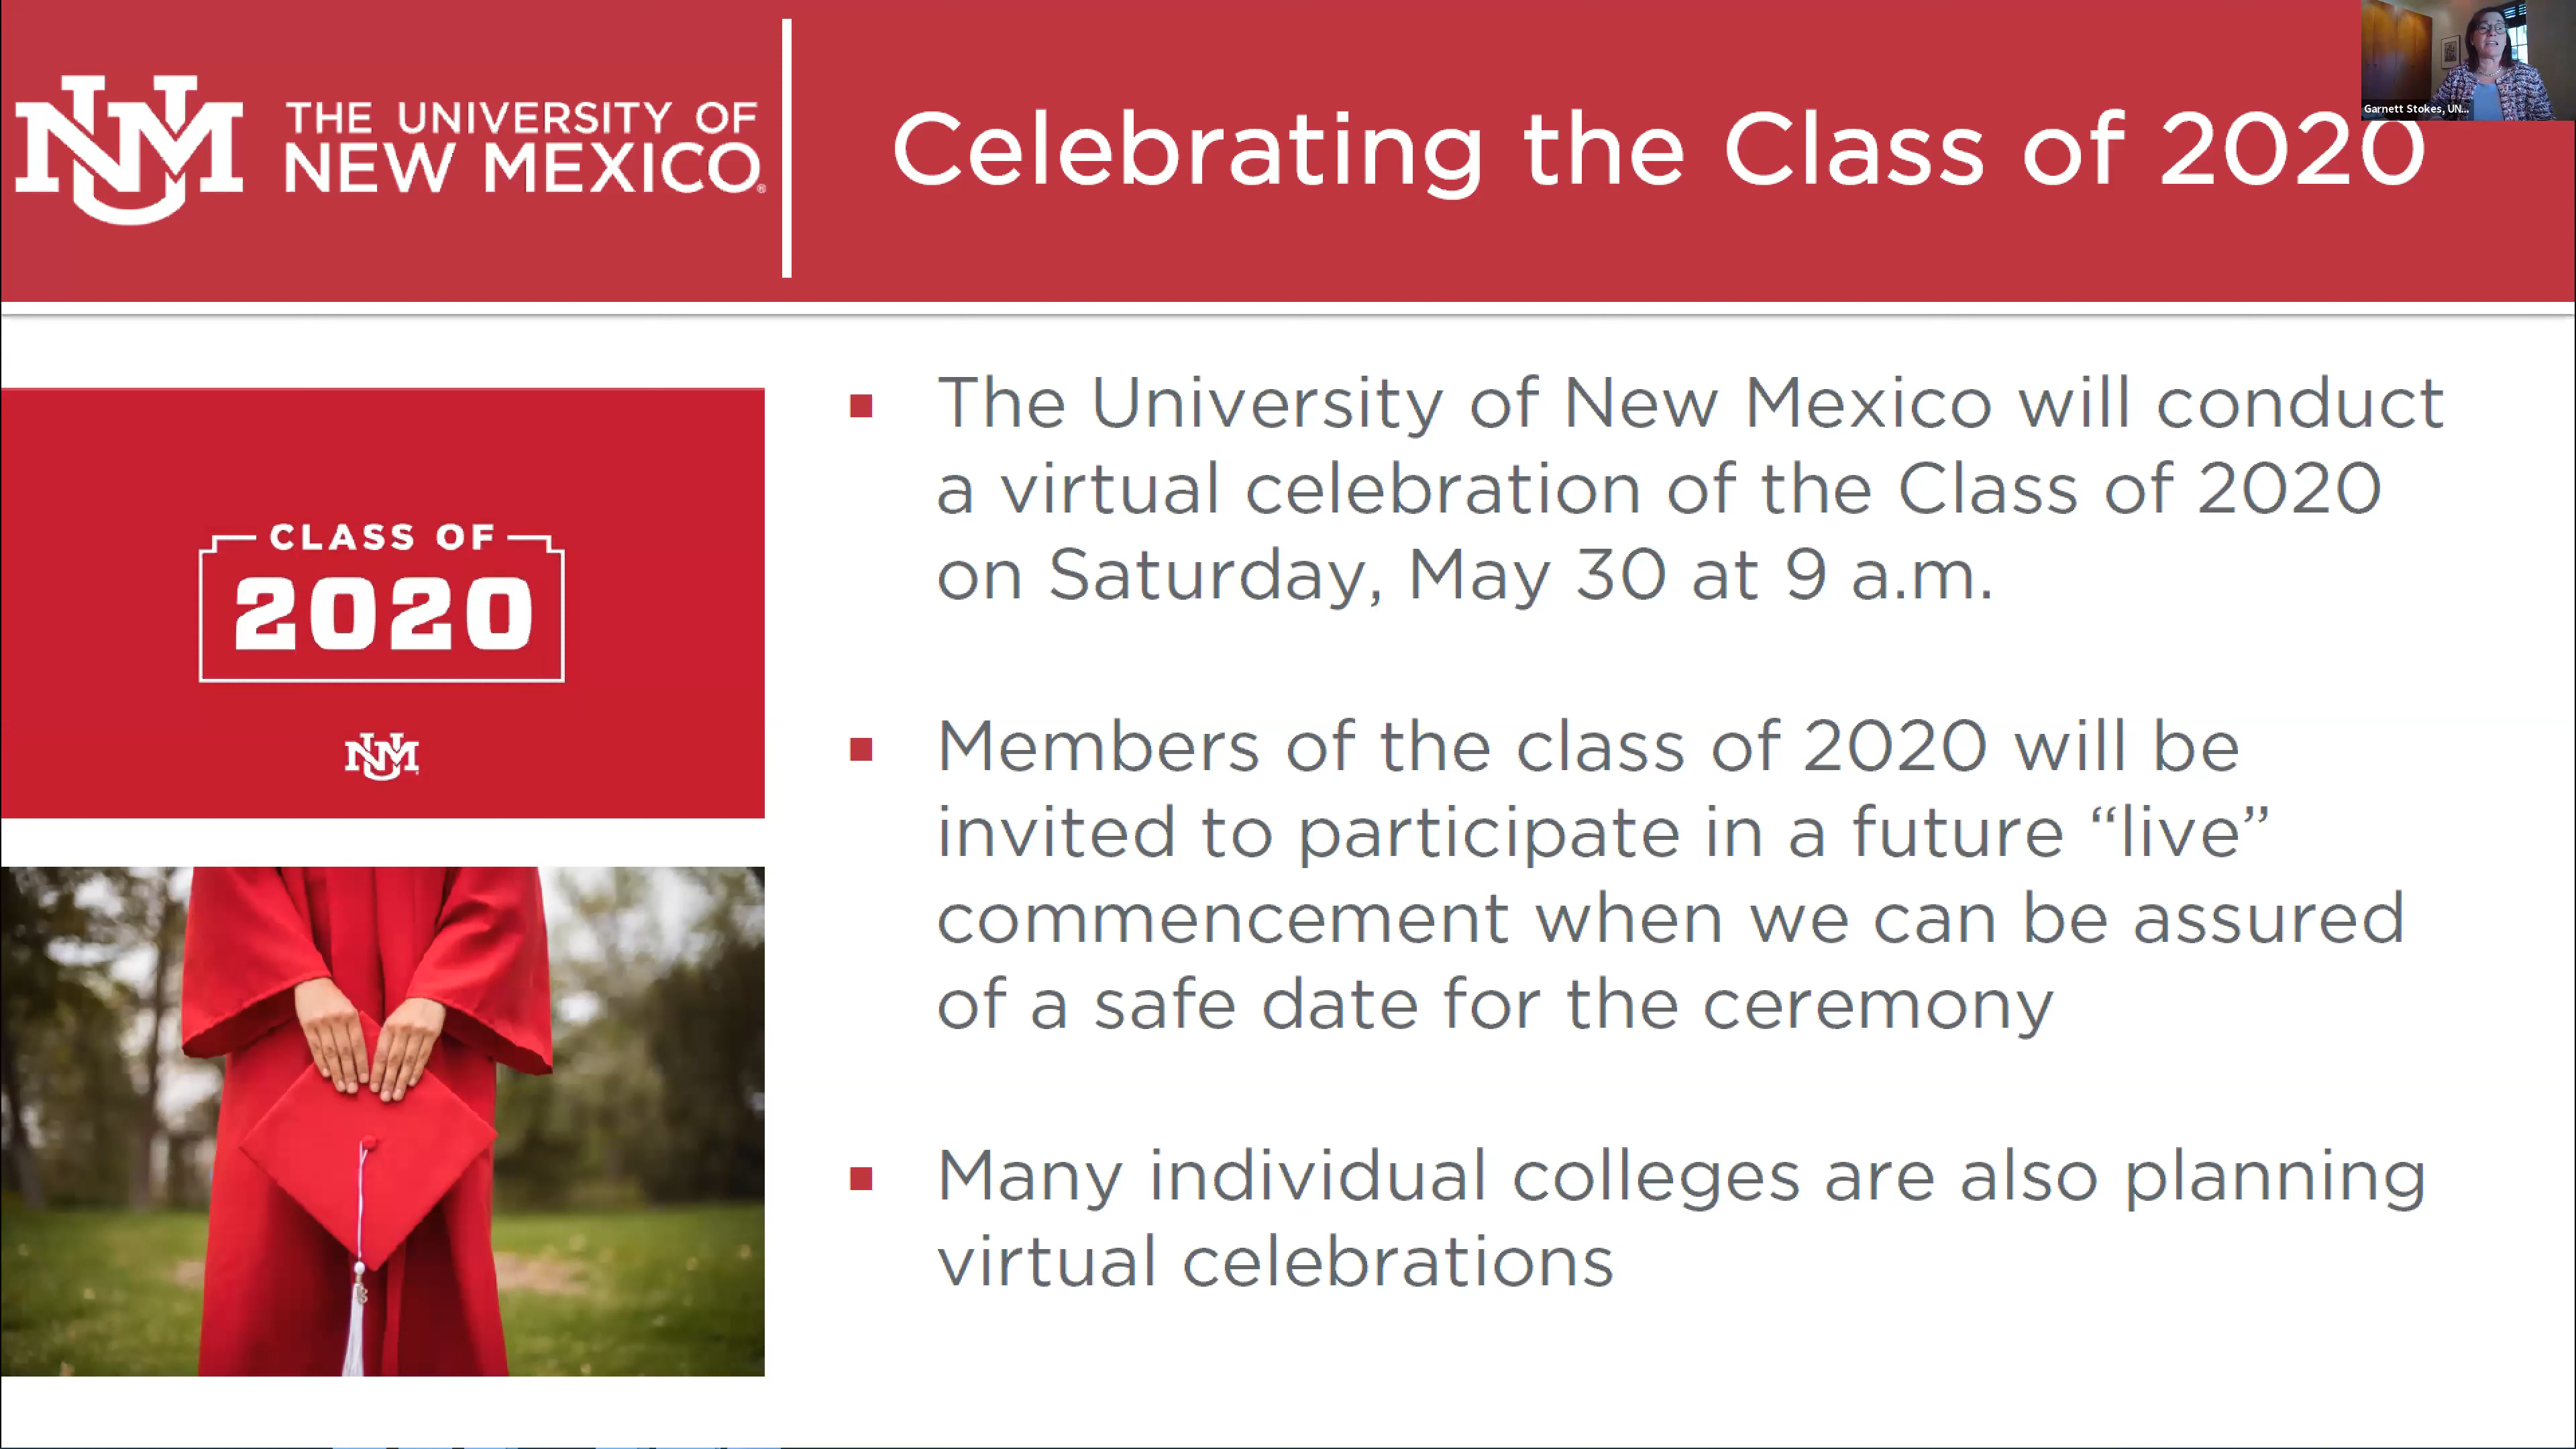 UNM
THE UNIVERSITY OF
NEW MEXICO®
Celebrating the Class of 2020
Garnett Stokes, UN...
CLASS OF
2020
UNM
▪ The University of New Mexico will conduct
a virtual celebration of the Class of 2020
on Saturday, May 30 at 9 a.m.
▪ Members of the class of 2020 will be
invited to participate in a future “live”
commencement when we can be assured
of a safe date for the ceremony
▪ Many individual colleges are also planning
virtual celebrations